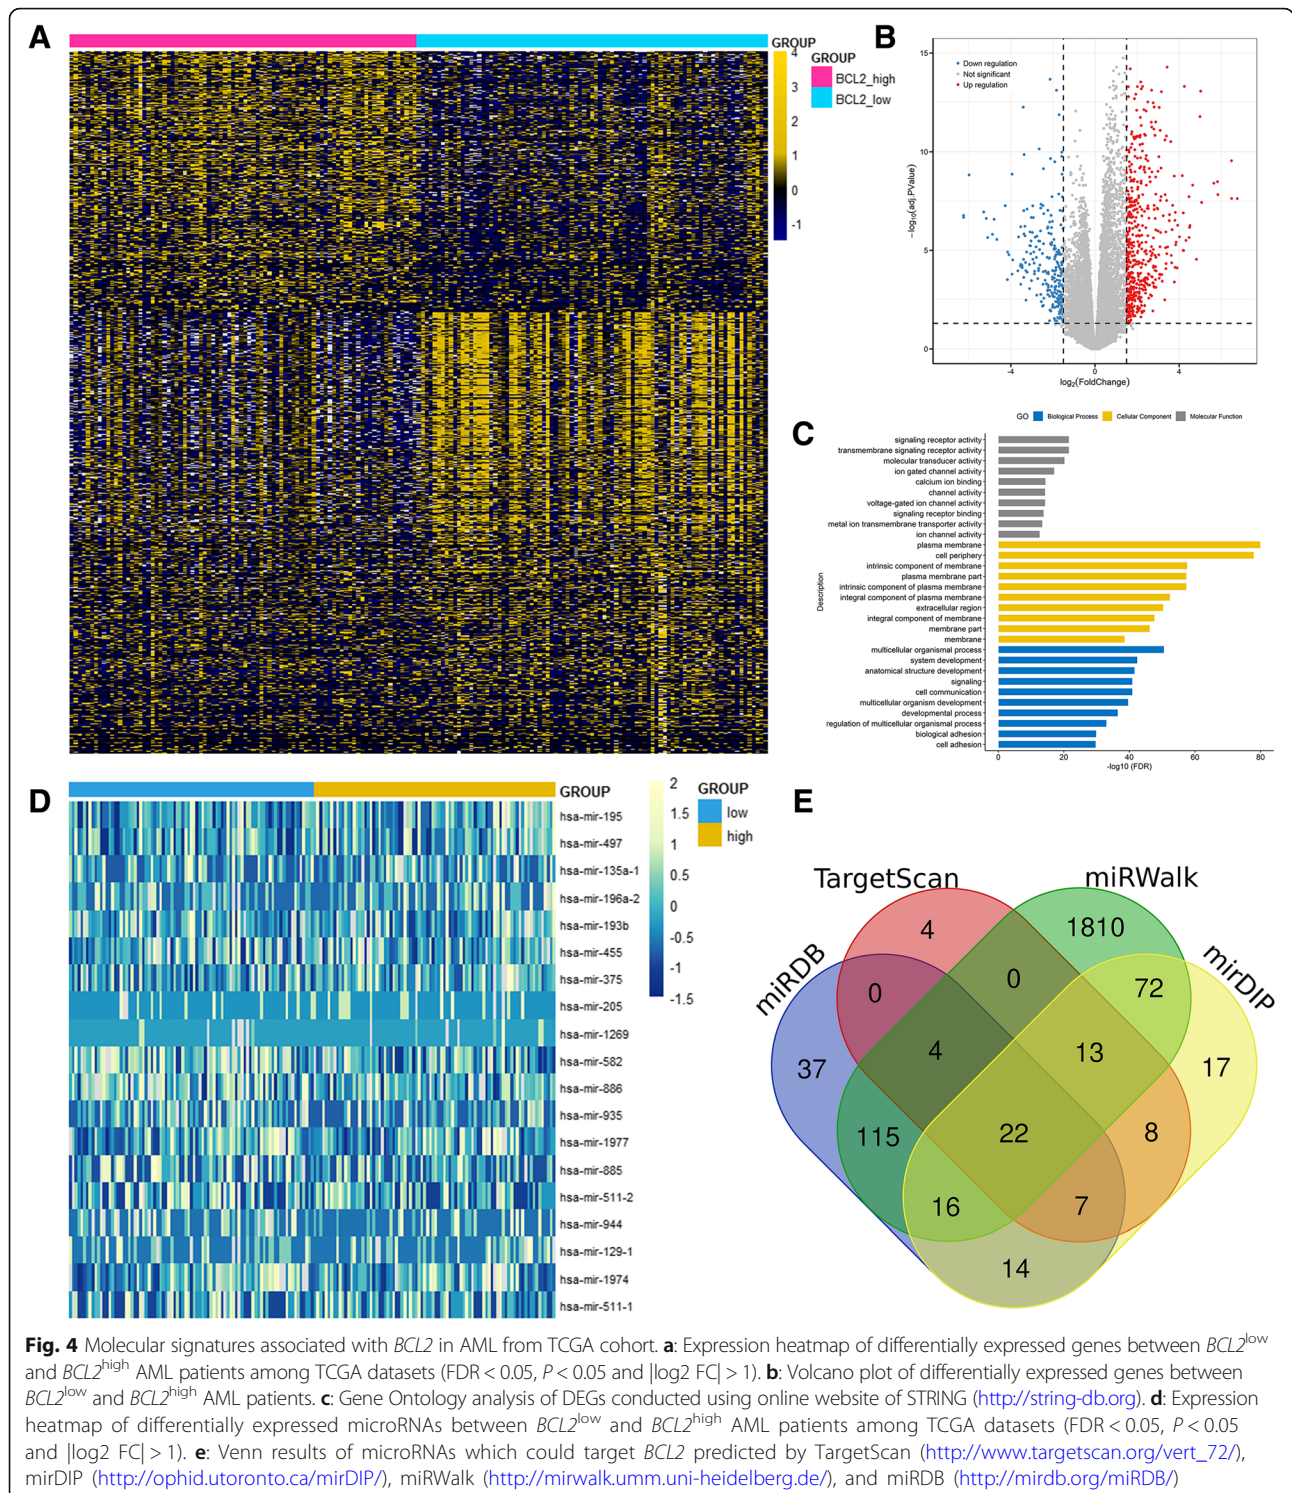 A
GROUP
4
3
2
1
0
-1
GROUP
BCL2_high
BCL2_low
B
Down regulation
Not significant
Up regulation
15
10
5
0
−log10(adj.PValue)
-4
0
4
log2(FoldChange)
C
GO
Biological Process
Cellular Component
Molecular Function
signaling receptor activity
transmembrane signaling receptor activity
molecular transducer activity
ion gated channel activity
calcium ion binding
channel activity
voltage-gated ion channel activity
signaling receptor binding
metal ion transmembrane transporter activity
ion channel activity
plasma membrane
cell periphery
intrinsic component of membrane
plasma membrane part
intrinsic component of plasma membrane
integral component of plasma membrane
extracellular region
integral component of membrane
membrane part
membrane
multicellular organismal process
system development
anatomical structure development
signaling
cell communication
multicellular organism development
developmental process
regulation of multicellular organismal process
biological adhesion
cell adhesion
Description
0
20
40
60
80
-log10 (FDR)
D
GROUP
hsa-mir-195
hsa-mir-497
hsa-mir-135a-1
hsa-mir-196a-2
hsa-mir-193b
hsa-mir-455
hsa-mir-375
hsa-mir-205
hsa-mir-1269
hsa-mir-582
hsa-mir-886
hsa-mir-935
hsa-mir-1977
hsa-mir-885
hsa-mir-511-2
hsa-mir-944
hsa-mir-129-1
hsa-mir-1974
hsa-mir-511-1
2
1.5
1
0.5
0
-0.5
-1
-1.5
GROUP
low
high
E
TargetScan
miRWalk
miRDB
mirDIP
4
1810
0
0
72
37
4
13
17
115
22
8
16
7
14
Fig. 4 Molecular signatures associated with BCL2 in AML from TCGA cohort. a: Expression heatmap of differentially expressed genes between BCL2low
and BCL2high AML patients among TCGA datasets (FDR < 0.05, P < 0.05 and |log2 FC| > 1). b: Volcano plot of differentially expressed genes between
BCL2low and BCL2high AML patients. c: Gene Ontology analysis of DEGs conducted using online website of STRING (http://string-db.org). d: Expression
heatmap of differentially expressed microRNAs between BCL2low and BCL2high AML patients among TCGA datasets (FDR < 0.05, P < 0.05
and |log2 FC| > 1). e: Venn results of microRNAs which could target BCL2 predicted by TargetScan (http://www.targetscan.org/vert_72/),
mirDIP (http://ophid.utoronto.ca/mirDIP/), miRWalk (http://mirwalk.umm.uni-heidelberg.de/), and miRDB (http://mirdb.org/miRDB/)